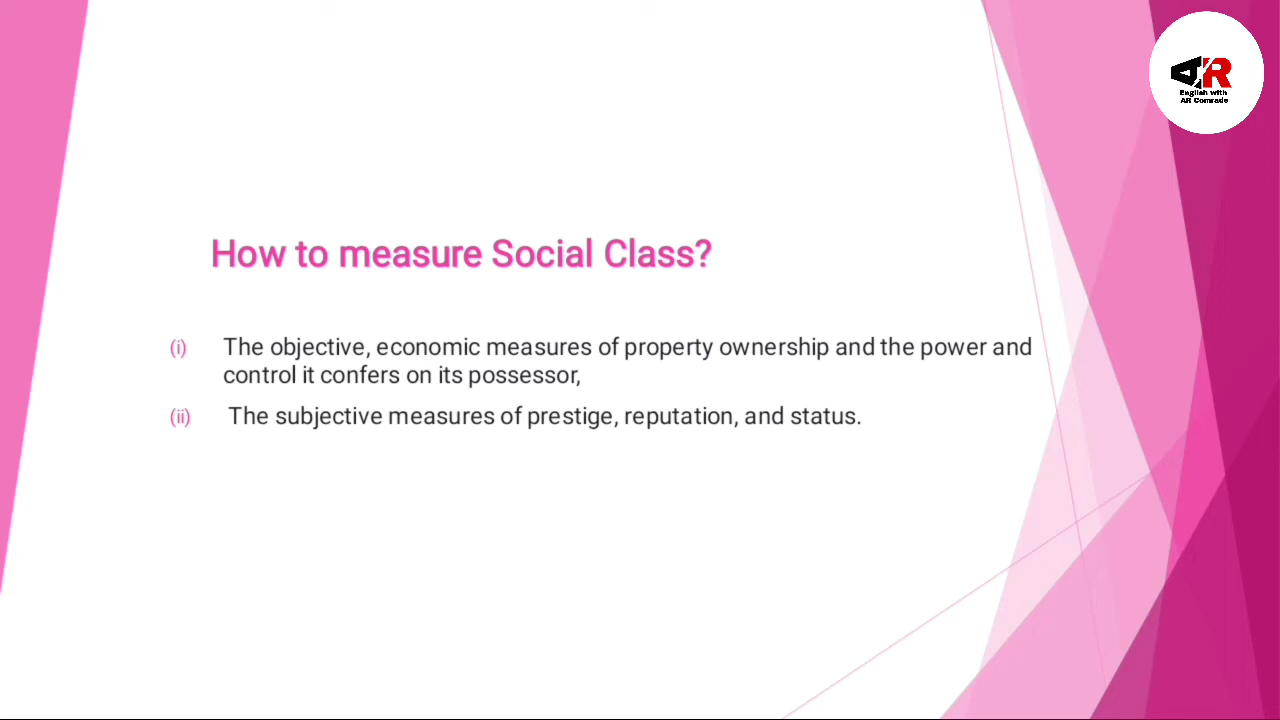 AR
English with
AR Comrade
How to measure Social Class?
(i) The objective, economic measures of property ownership and the power and
control it confers on its possessor,
(ii) The subjective measures of prestige, reputation, and status.